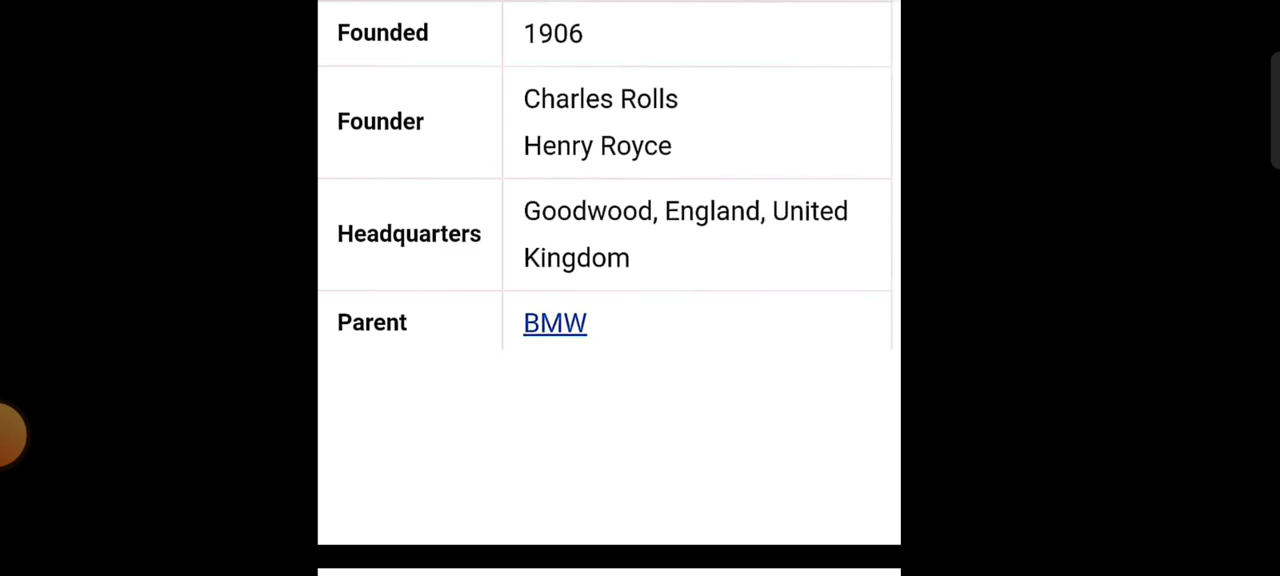 Founded 1906
Founder Charles Rolls
Henry Royce
Headquarters Goodwood, England, United
Kingdom
Parent BMW